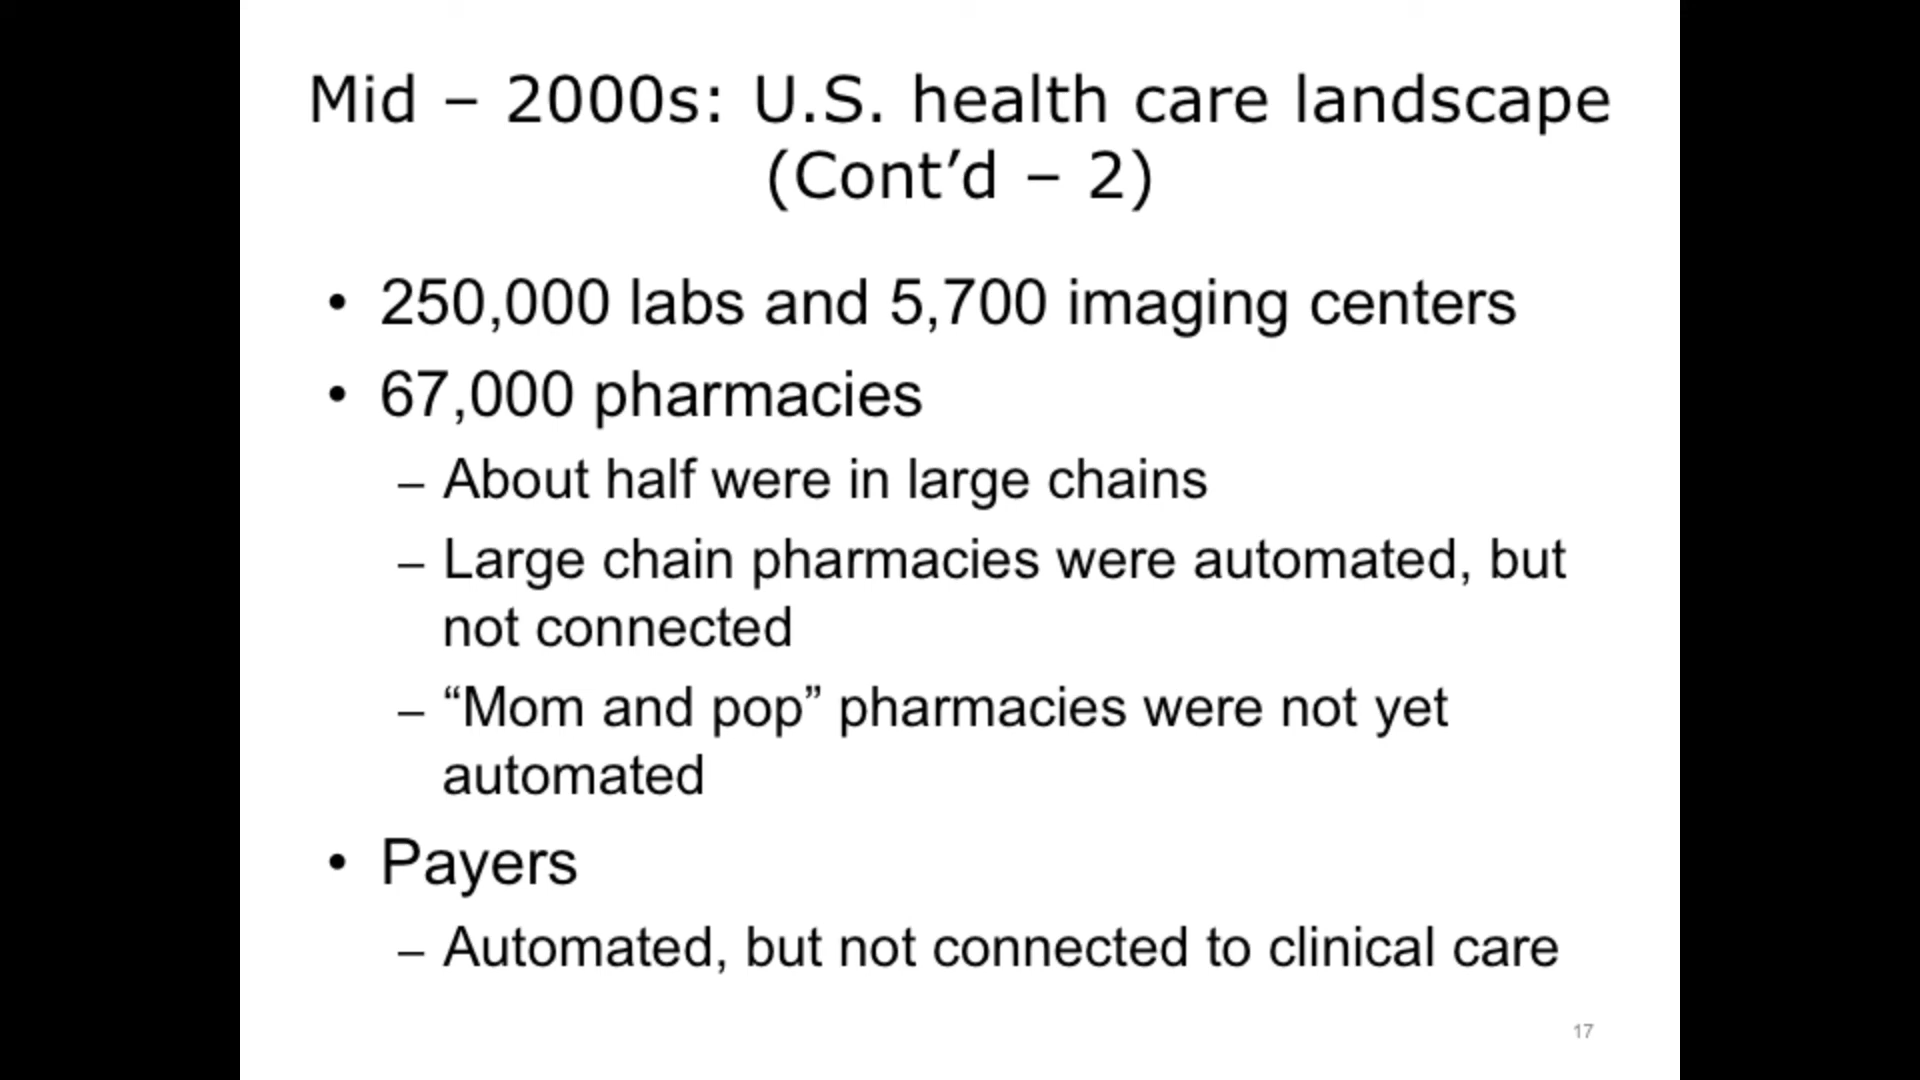 Mid – 2000s: U.S. health care landscape
(Cont’d – 2)
• 250,000 labs and 5,700 imaging centers
• 67,000 pharmacies
– About half were in large chains
– Large chain pharmacies were automated, but
not connected
– “Mom and pop” pharmacies were not yet
automated
• Payers
– Automated, but not connected to clinical care
17